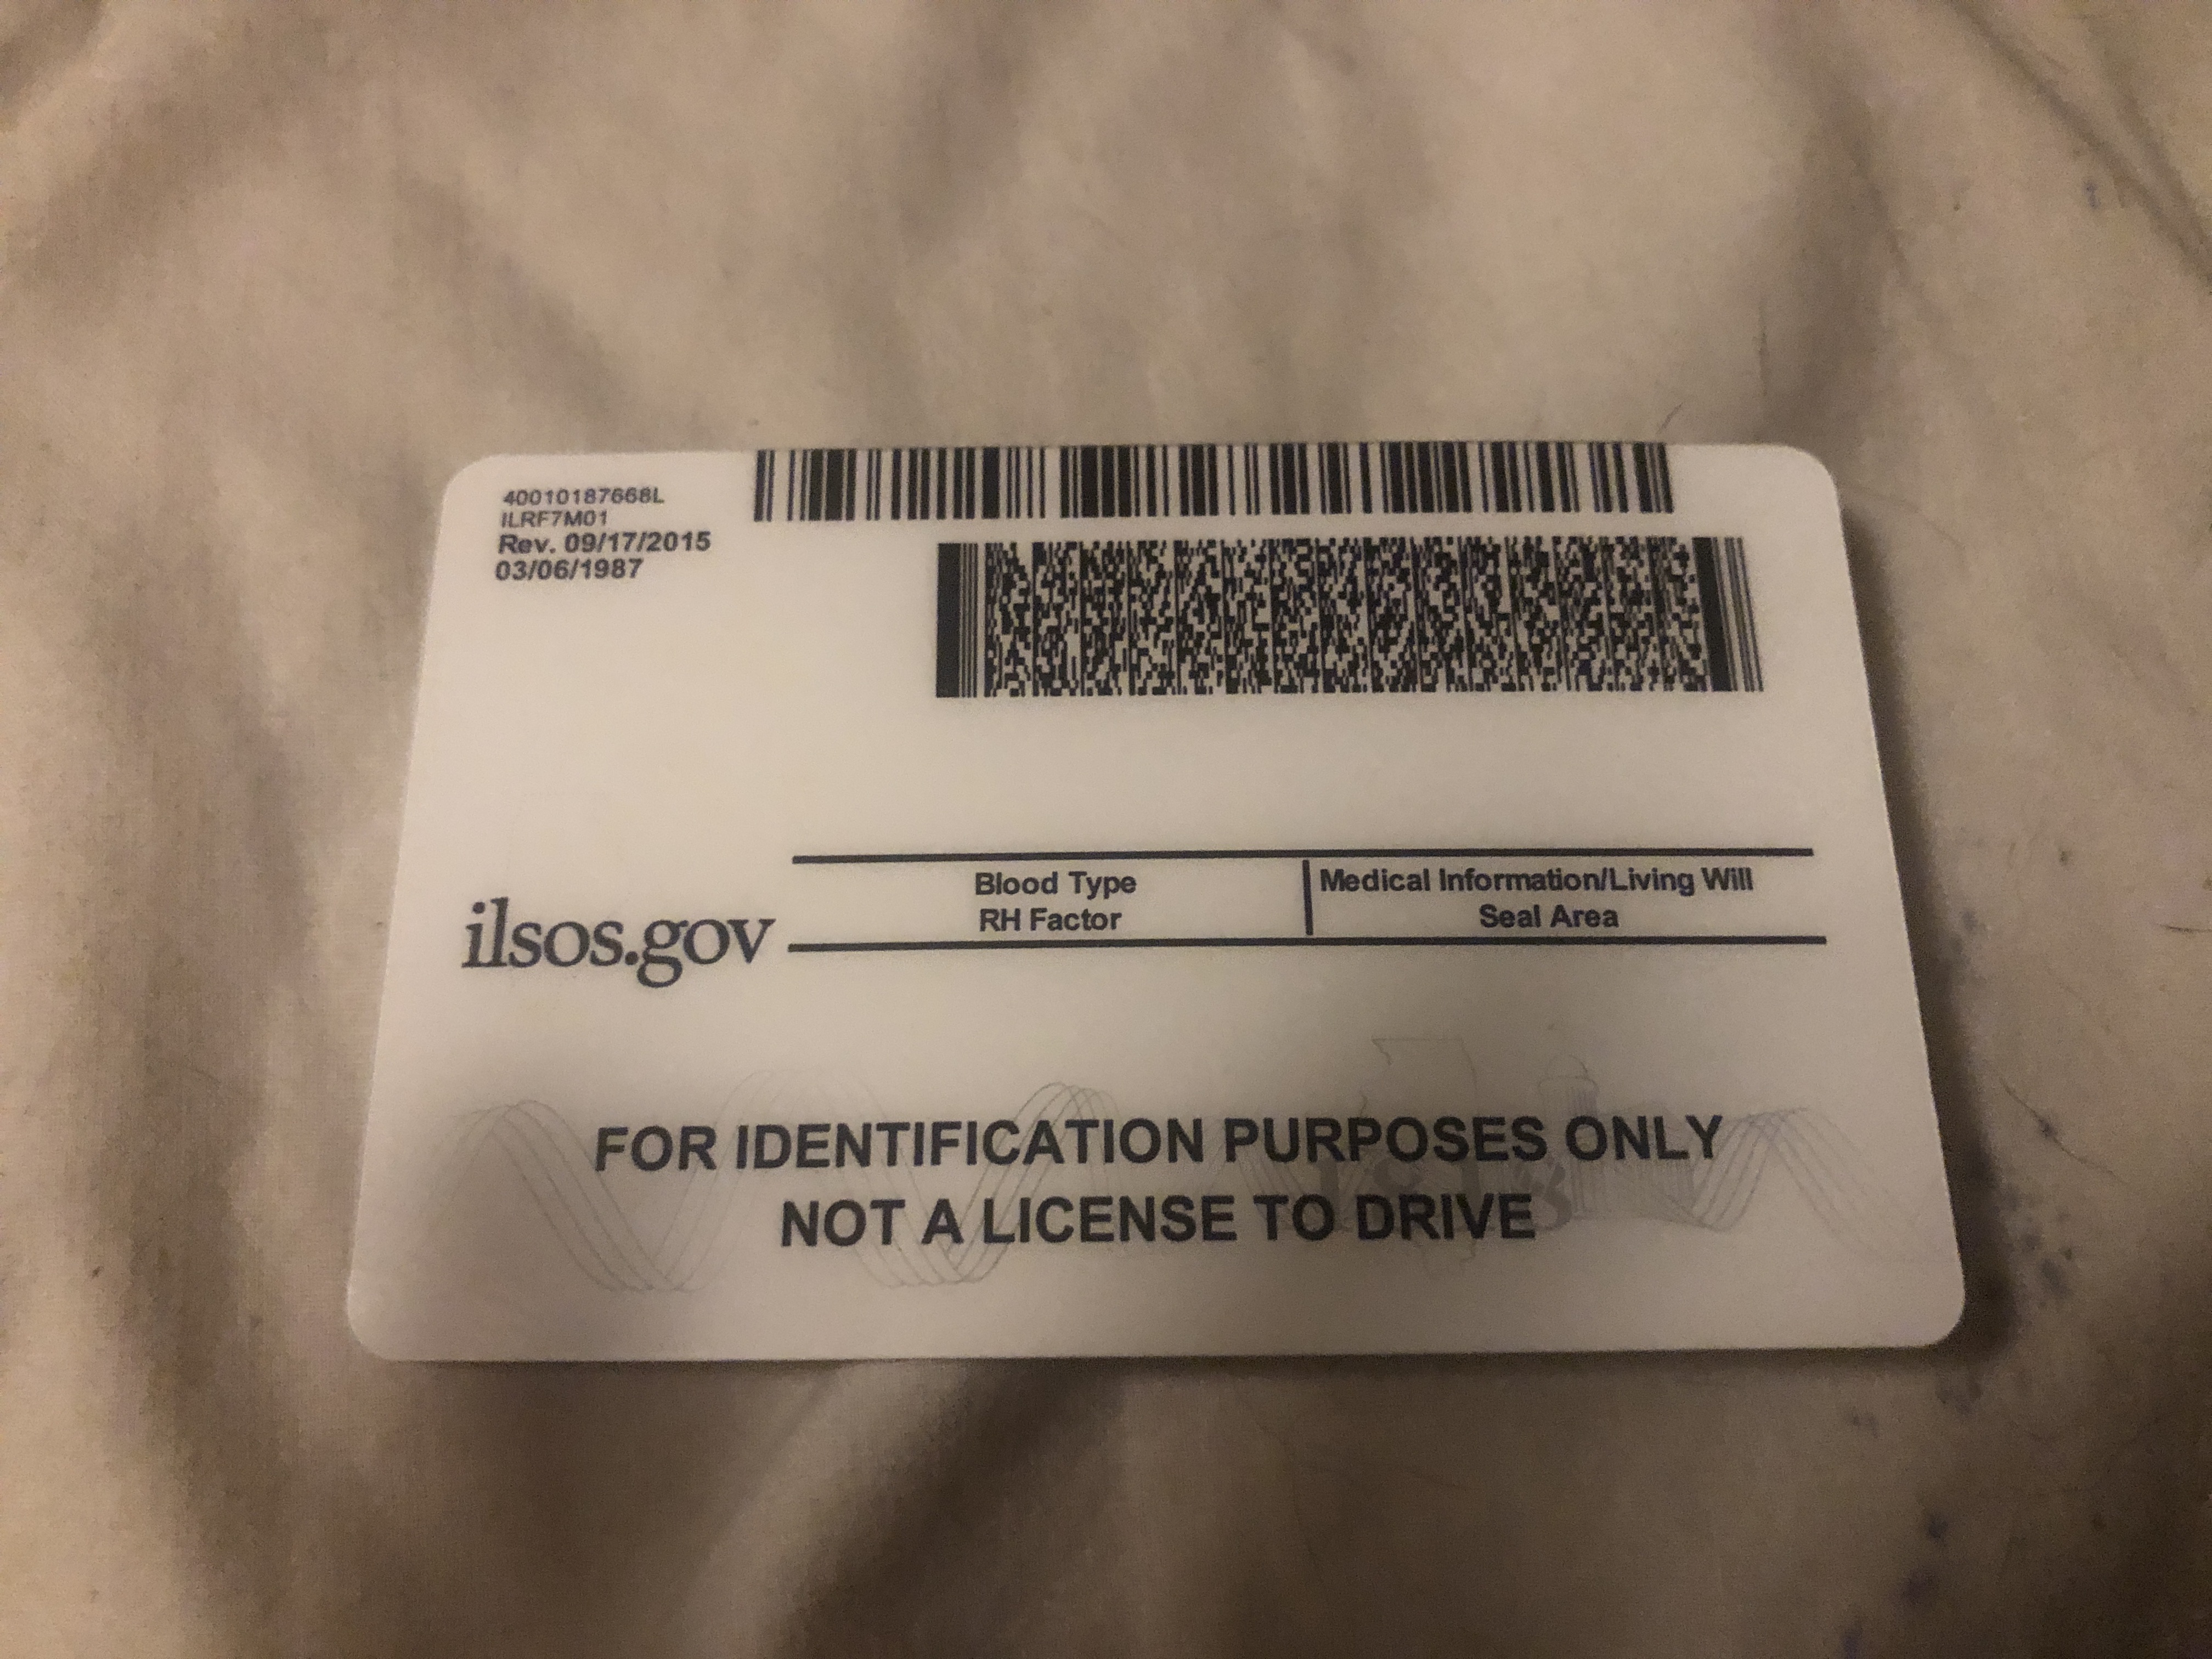 40010187668L
ILRF7M01
Rev. 09/17/2015
03/06/1987
Blood Type
RH Factor
Medical Information/Living Will
Seal Area
ilsos.gov
FOR IDENTIFICATION PURPOSES ONLY
NOT A LICENSE TO DRIVE